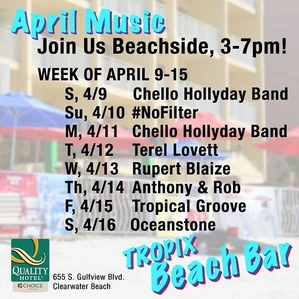 April Music
Join Us Beachside, 3-7pm!
WEEK OF APRIL 9-15
S, 4/9 Chello Hollyday Band
Su, 4/10 #NoFilter
M, 4/11 Chello Hollyday Band
T, 4/12 Terel Lovett
W, 4/13 Rupert Blaize
Th, 4/14 Anthony & Rob
F, 4/15 Tropical Groove
S, 4/16 Oceanstone
TROPIX
Beach Bar
QUALITY
HOTEL
CHOICE
655 S. Gulfview Blvd.
Clearwater Beach